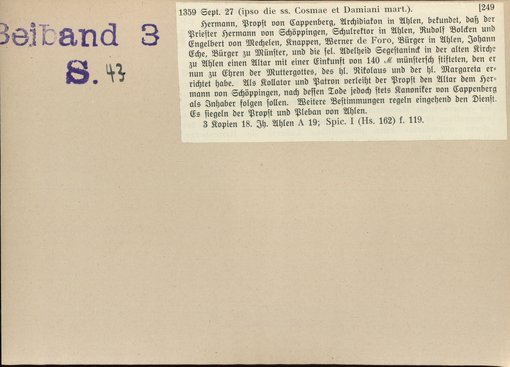 Beiband 3
S. 43
1359 Sept. 27 (ipso die ss. Cosmae et Damiani mart.). [249
Hermann, Propst von Cappenberg, Archidiakon in Ahlen, bekundet, daß der
Priester Hermann von Schöppingen, Schulrektor in Ahlen, Rudolf Bolcken und
Engelbert von Mechelen, Knappen, Werner de Foro, Bürger in Ahlen, Johann
Eche, Bürger zu Münster, und die sel. Adelheid Segestaninck in der alten Kirche
zu Ahlen einen Altar mit einer Einkunft von 140 M münstersch stifteten, den er
nun zu Ehren der Muttergottes, des hl. Nikolaus und der hl. Margareta er-
richtet habe. Als Kollator und Patron verleiht der Propst den Altar dem Her-
mann von Schöppingen, nach dessen Tode jedoch stets Kanoniker von Cappenberg
als Inhaber folgen sollen. Weitere Bestimmungen regeln eingehend den Dienst.
Es siegeln der Propst und Pleban von Ahlen.
3 Kopien 18. Jh. Ahlen A 19; Spic. I (Hs. 162) f. 119.